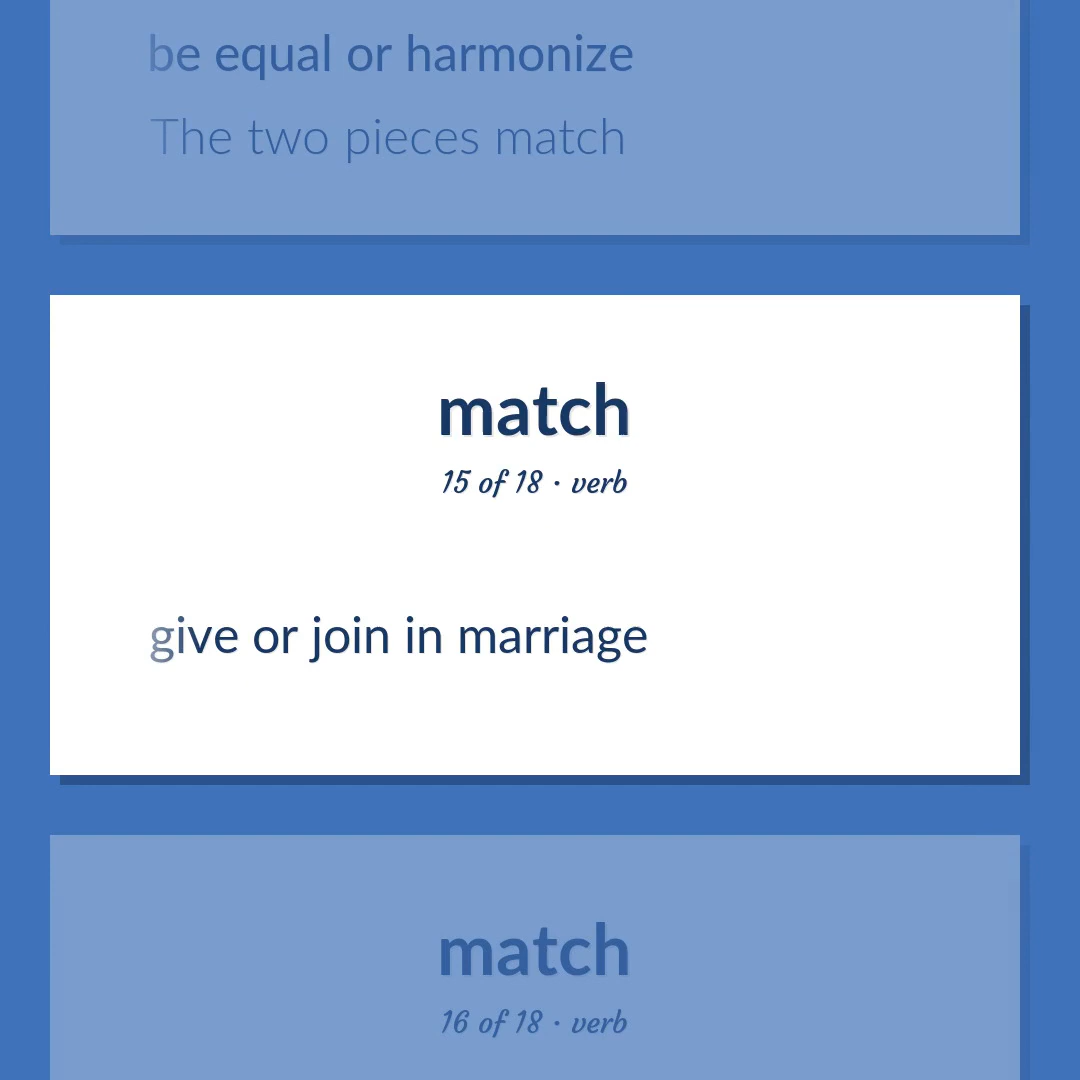 be equal or harmonize
The two pieces match
match
15 of 18 · verb
give or join in marriage
match
16 of 18 · verb